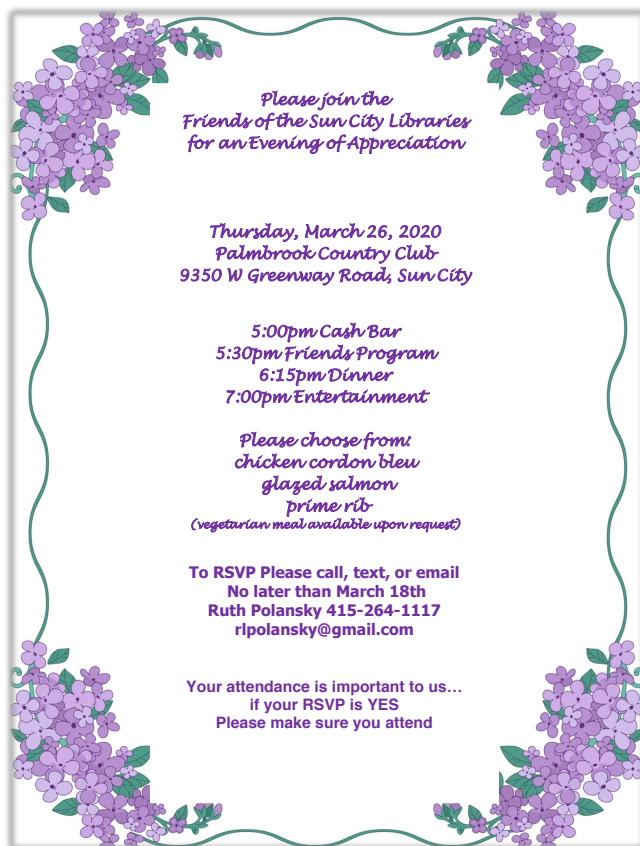 Please join the
Friends of the Sun City Libraries
for an Evening of Appreciation
Thursday, March 26, 2020
Palmbrook Country Club
9350 W Greenway Road, Sun City
5:00pm Cash Bar
5:30pm Friends Program
6:15pm Dinner
7:00pm Entertainment
Please choose from:
chicken cordon bleu
glazed salmon
prime rib
(vegetarian meal available upon request)
To RSVP Please call, text, or email
No later than March 18th
Ruth Polansky 415-264-1117
rlpolansky@gmail.com
Your attendance is important to us…
if your RSVP is YES
Please make sure you attend